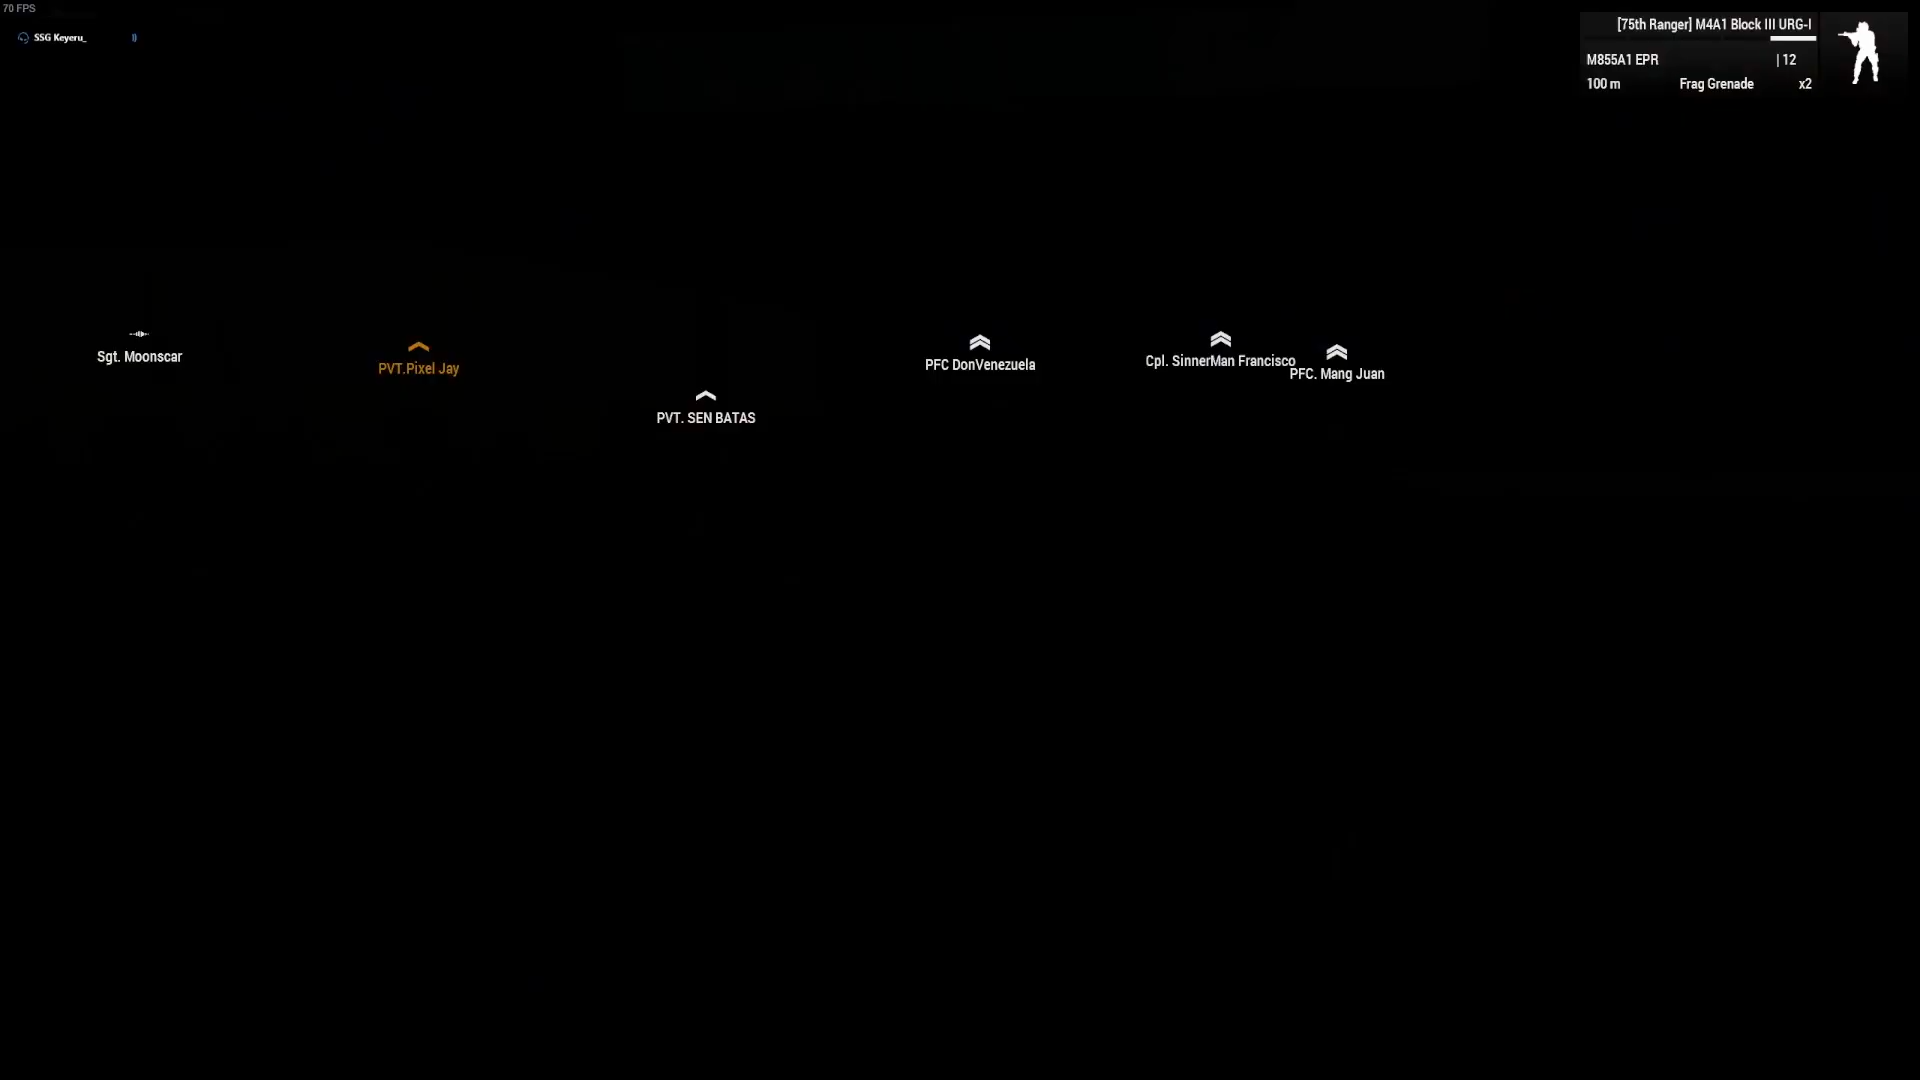 70 FPS
SSG Keyeru_
[75th Ranger] M4A1 Block III URG-I
M855A1 EPR | 12
100 m Frag Grenade x2
Sgt. Moonscar
PVT.Pixel Jay
PVT. SEN BATAS
PFC DonVenezuela
Cpl. SinnerMan Francisco
PFC. Mang Juan